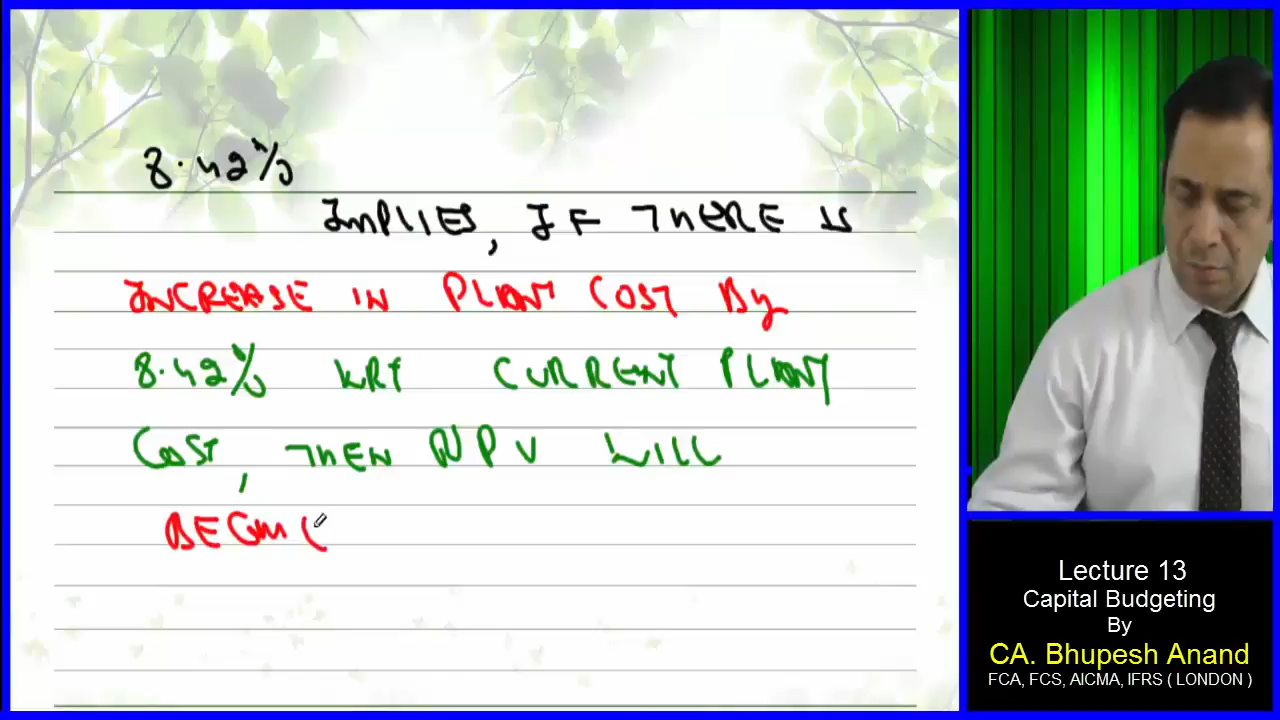 8.42%
IMPLIES, IF THERE IS
INCREASE IN PLANT COST By
8.42% WRT CURRENT PLANT
COST, THEN NPV WILL
BECOM
Lecture 13
Capital Budgeting
By
CA. Bhupesh Anand
FCA, FCS, AICMA, IFRS ( LONDON )